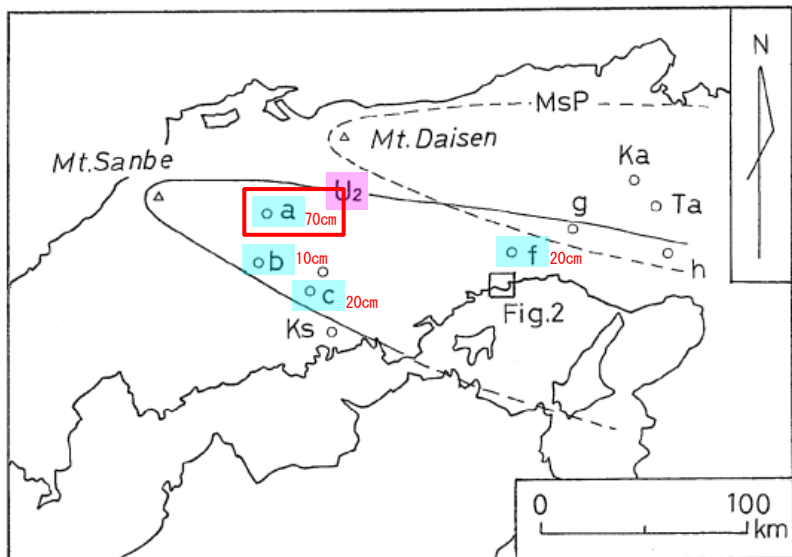 N
MsP
Mt.Daisen
Mt.Sanbe
Ka
U2
Ta
a 70cm
g
b 10cm
f 20cm
h
c 20cm
Fig.2
Ks
0 100
km